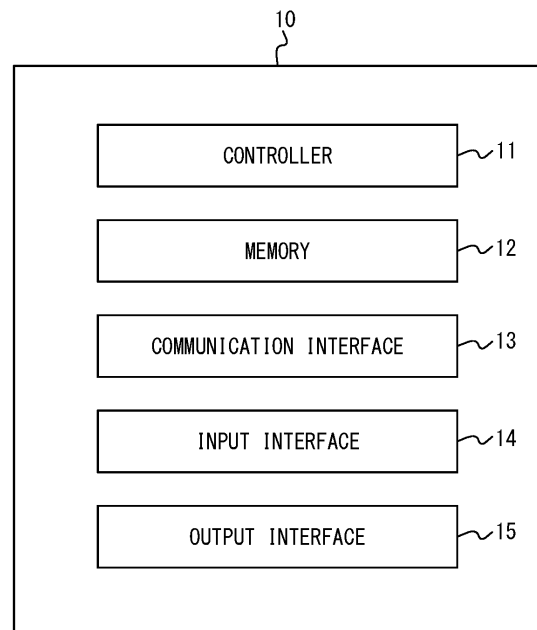 10
CONTROLLER 11
MEMORY 12
COMMUNICATION INTERFACE 13
INPUT INTERFACE 14
OUTPUT INTERFACE 15